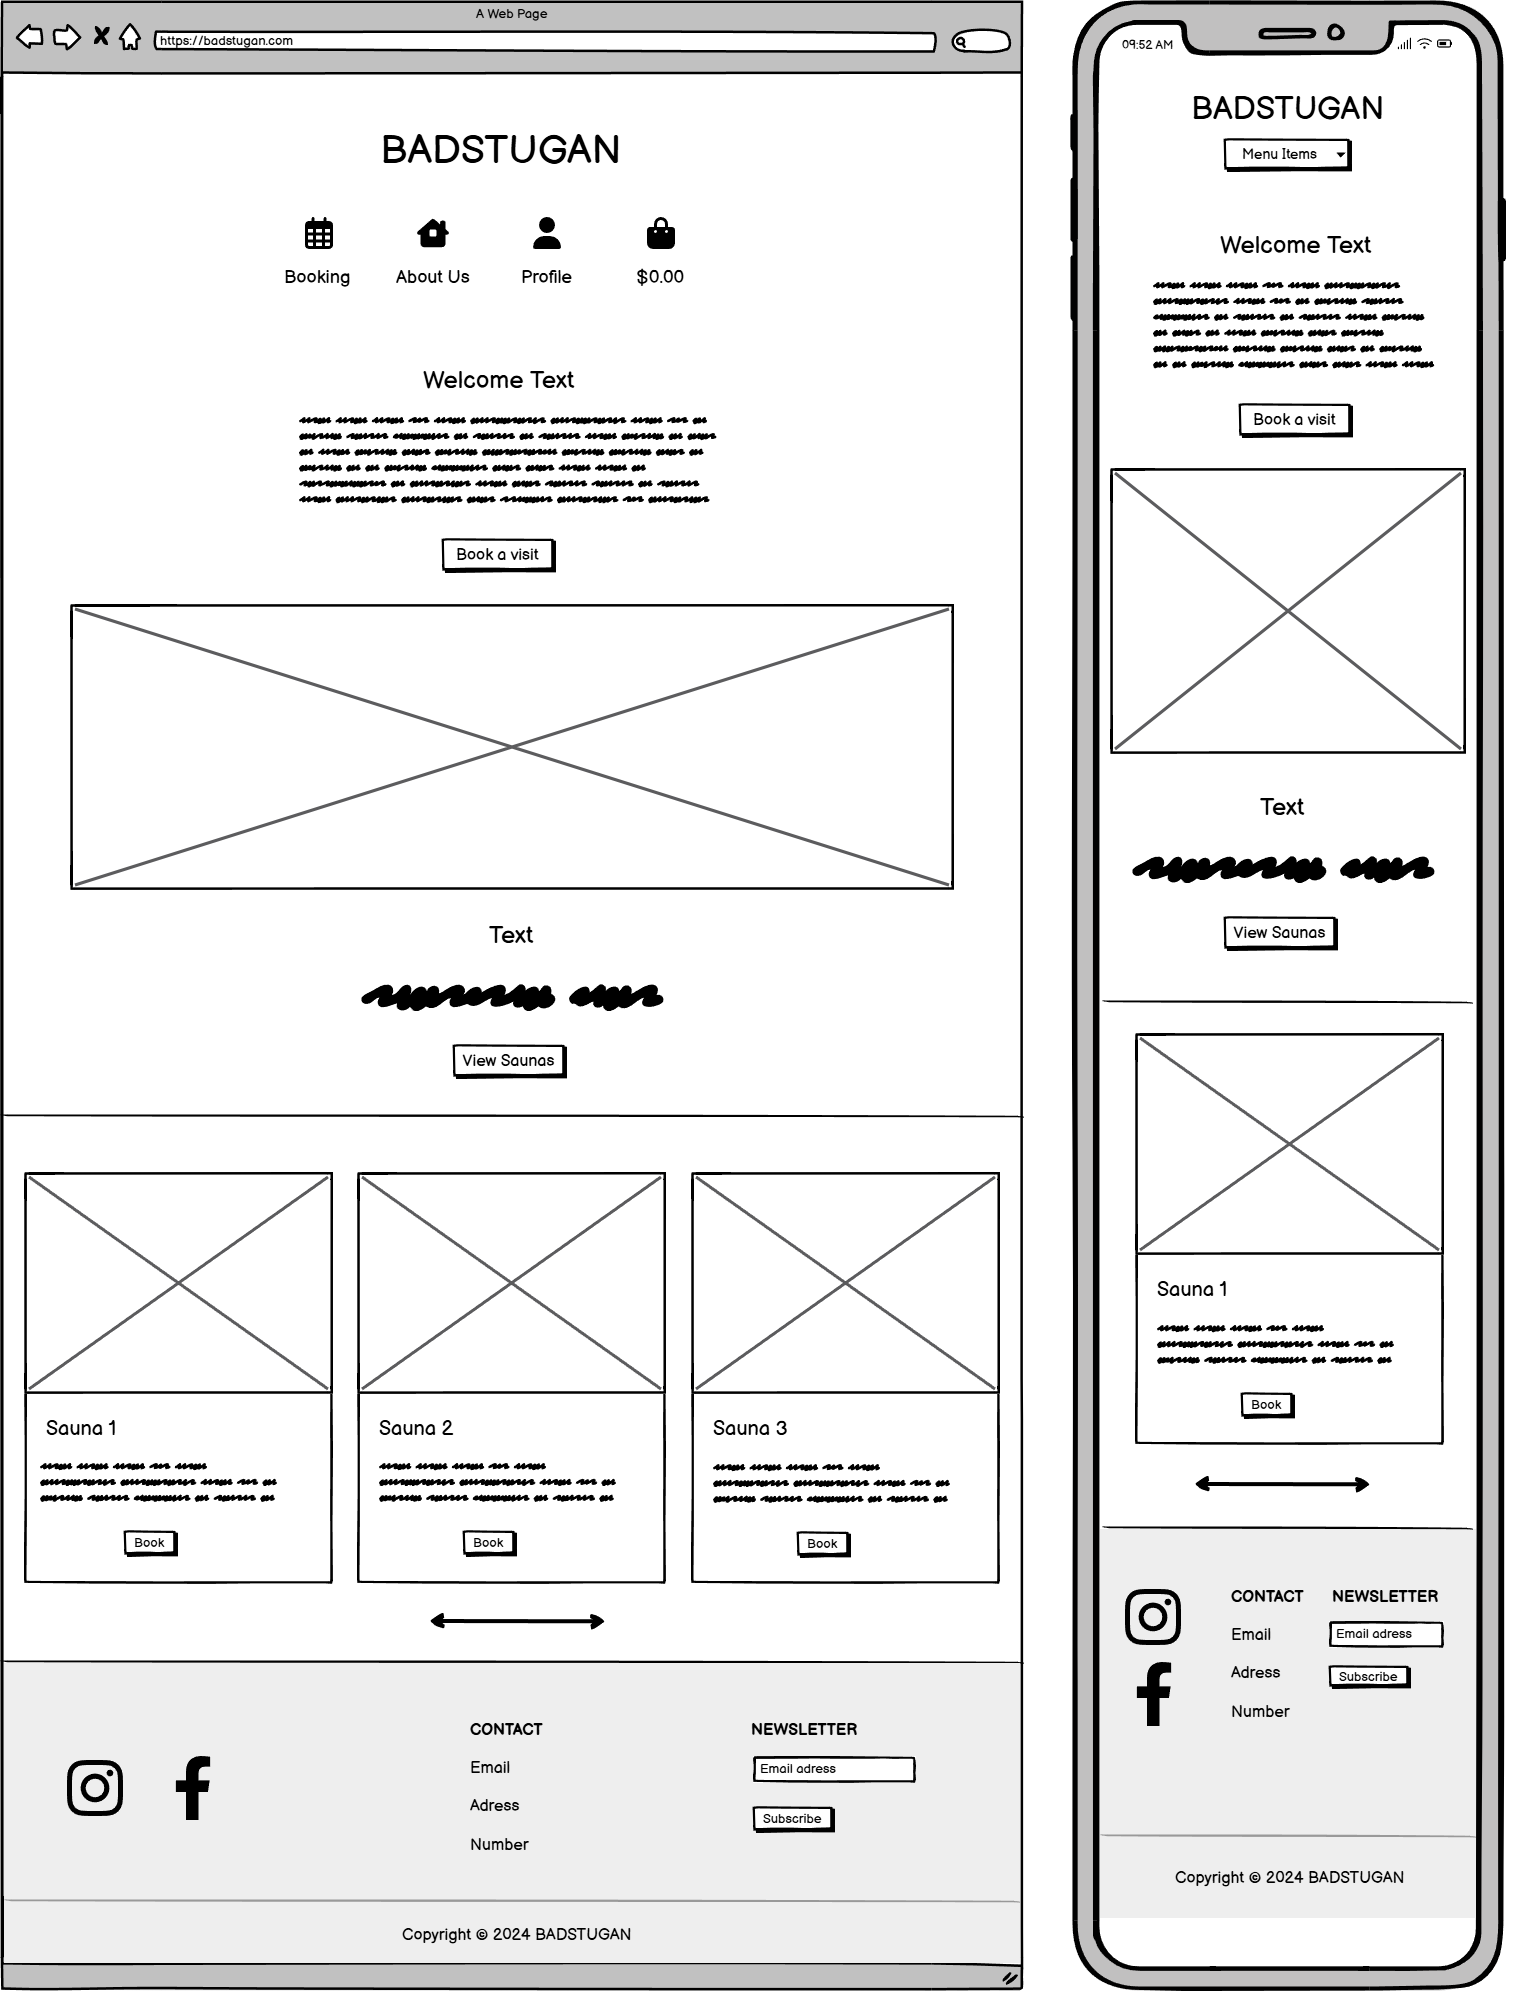 A Web Page
https://badstugan.com
BADSTUGAN
Booking About Us Profile $0.00
Welcome Text
Book a visit
Text
View Saunas
Sauna 1
Book
Sauna 2
Book
Sauna 3
Book
CONTACT
Email
Adress
Number
NEWSLETTER
Email adress
Subscribe
Copyright © 2024 BADSTUGAN
09:52 AM
BADSTUGAN
Menu Items
Welcome Text
Book a visit
Text
View Saunas
Sauna 1
Book
CONTACT
Email
Adress
Number
NEWSLETTER
Email adress
Subscribe
Copyright © 2024 BADSTUGAN